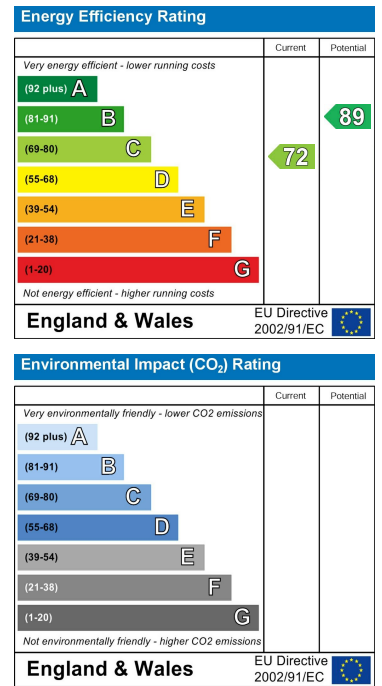 Energy Efficiency Rating
Current Potential
Very energy efficient - lower running costs
(92 plus) A
(81-91) B
89
(69-80) C
72
(55-68) D
(39-54) E
(21-38) F
(1-20) G
Not energy efficient - higher running costs
England & Wales
EU Directive
2002/91/EC
Environmental Impact (CO₂) Rating
Current Potential
Very environmentally friendly - lower CO2 emissions
(92 plus) A
(81-91) B
(69-80) C
(55-68) D
(39-54) E
(21-38) F
(1-20) G
Not environmentally friendly - higher CO2 emissions
England & Wales
EU Directive
2002/91/EC